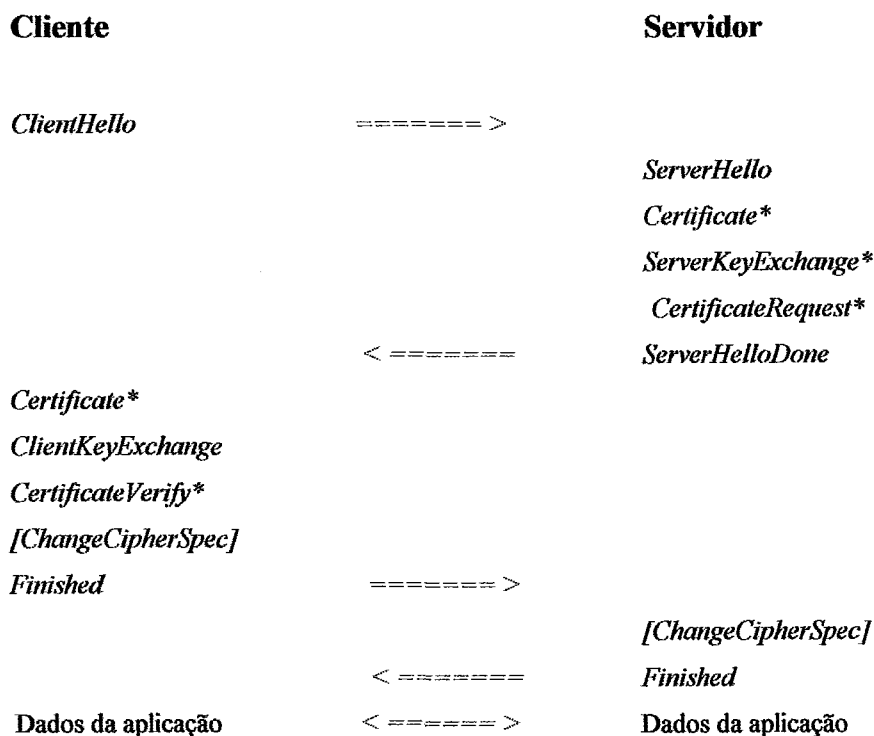 Cliente Servidor
ClientHello =======>
ServerHello
Certificate*
ServerKeyExchange*
CertificateRequest*
<======= ServerHelloDone
Certificate*
ClientKeyExchange
CertificateVerify*
[ChangeCipherSpec]
Finished =======>
[ChangeCipherSpec]
<======= Finished
Dados da aplicação <======> Dados da aplicação